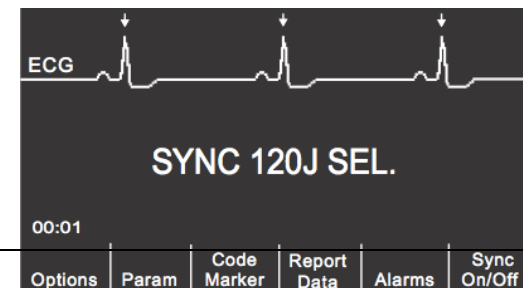 ECG
SYNC 120J SEL.
00:01
Options Param Code Marker Report Data Alarms Sync On/Off